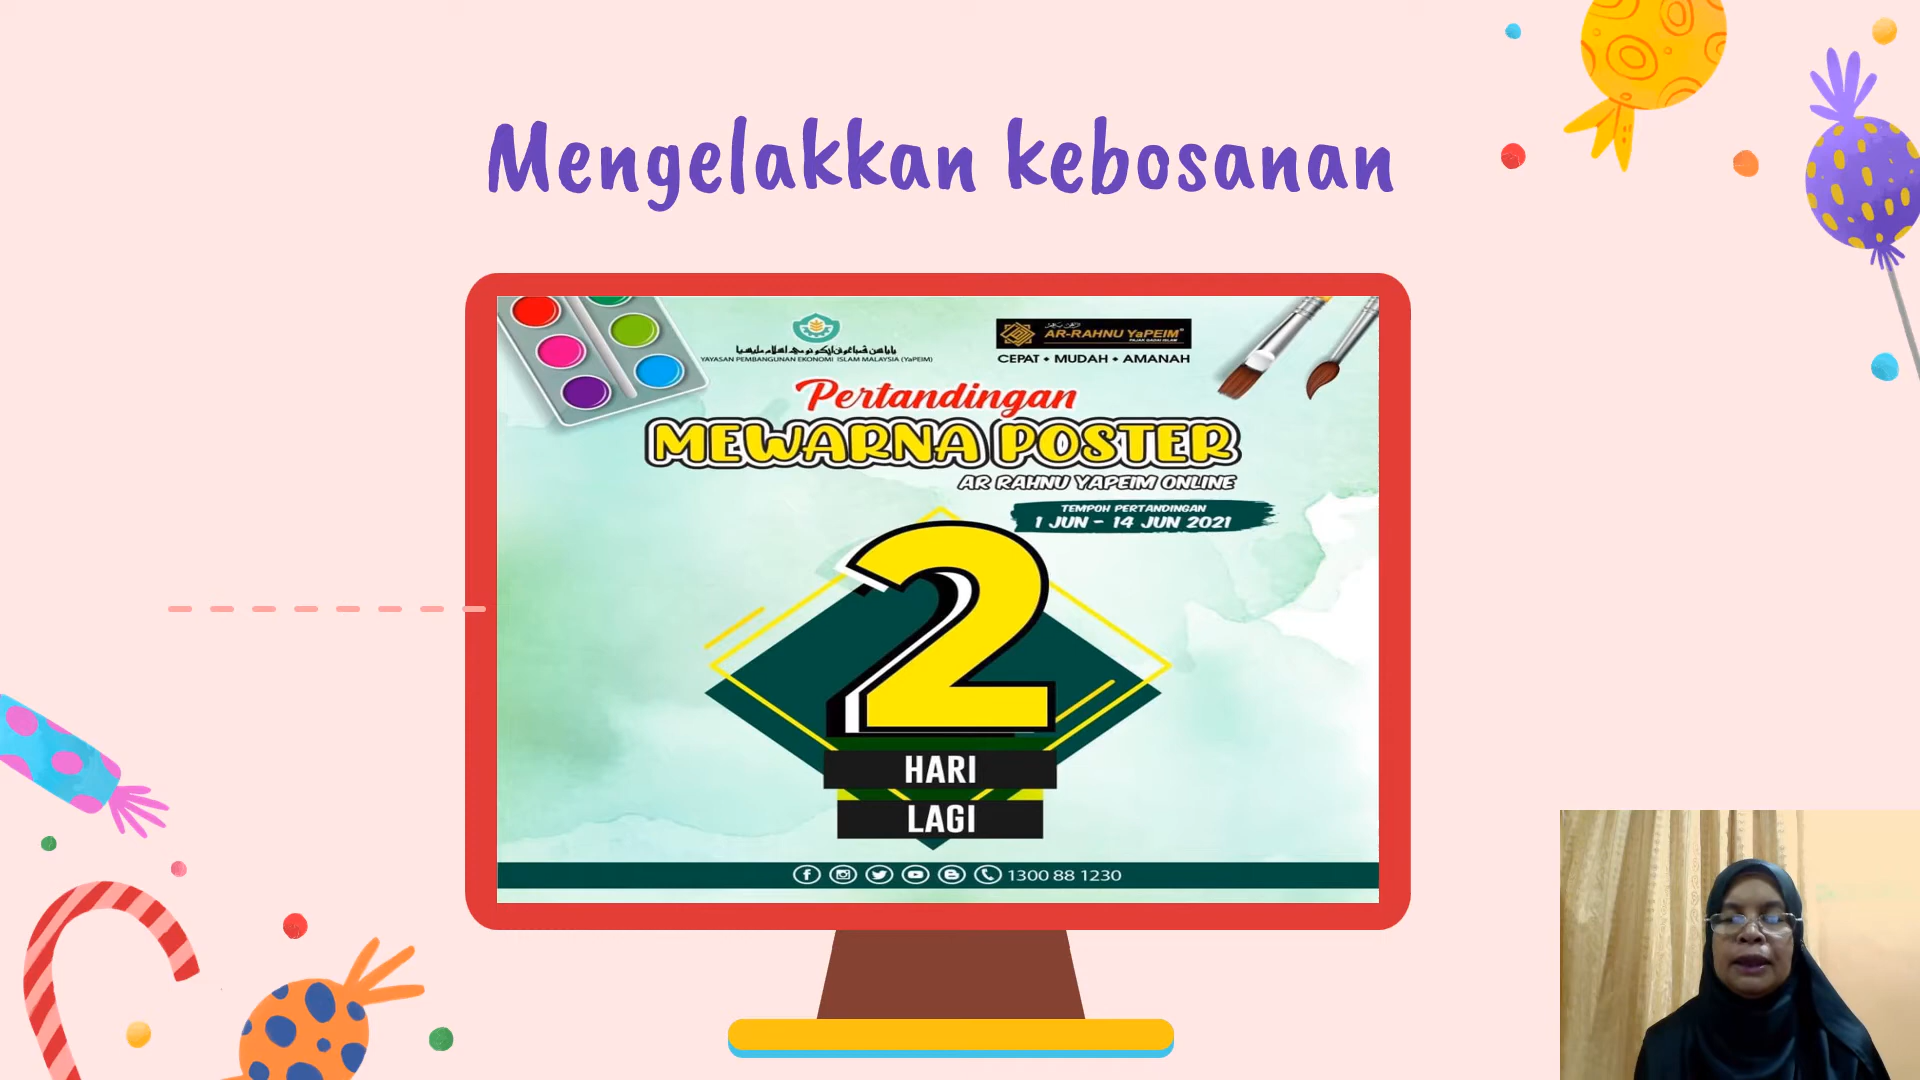 Mengelakkan kebosanan
YAYASAN PEMBANGUNAN EKONOMI ISLAM MALAYSIA (YaPEIM)
AR-RAHNU YaPEIM
CEPAT • MUDAH • AMANAH
Pertandingan
MEWARNA POSTER
AR RAHNU YAPEIM ONLINE
TEMPOH PERTANDINGAN
1 JUN - 14 JUN 2021
2
HARI
LAGI
1300 88 1230